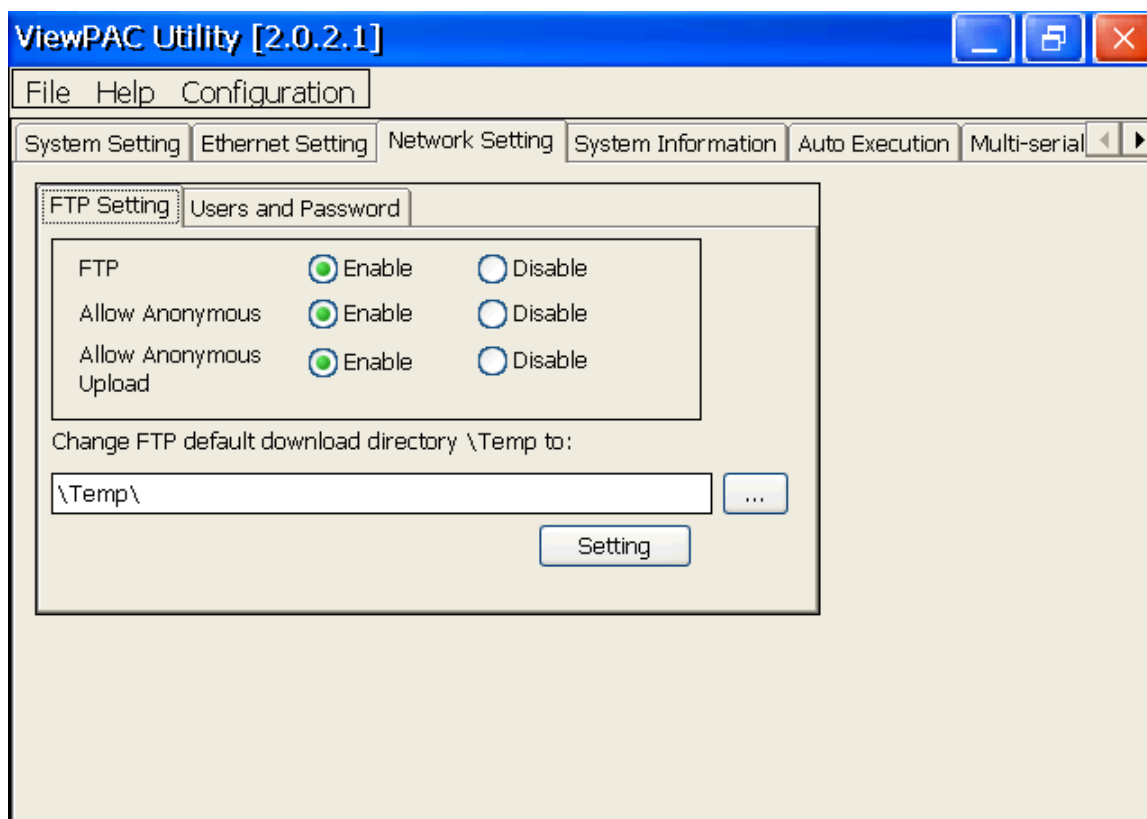 ViewPAC Utility [2.0.2.1]
File Help Configuration
System Setting Ethernet Setting Network Setting System Information Auto Execution Multi-serial
FTP Setting Users and Password
FTP Enable Disable
Allow Anonymous Enable Disable
Allow Anonymous Upload Enable Disable
Change FTP default download directory \Temp to:
\Temp\ ...
Setting